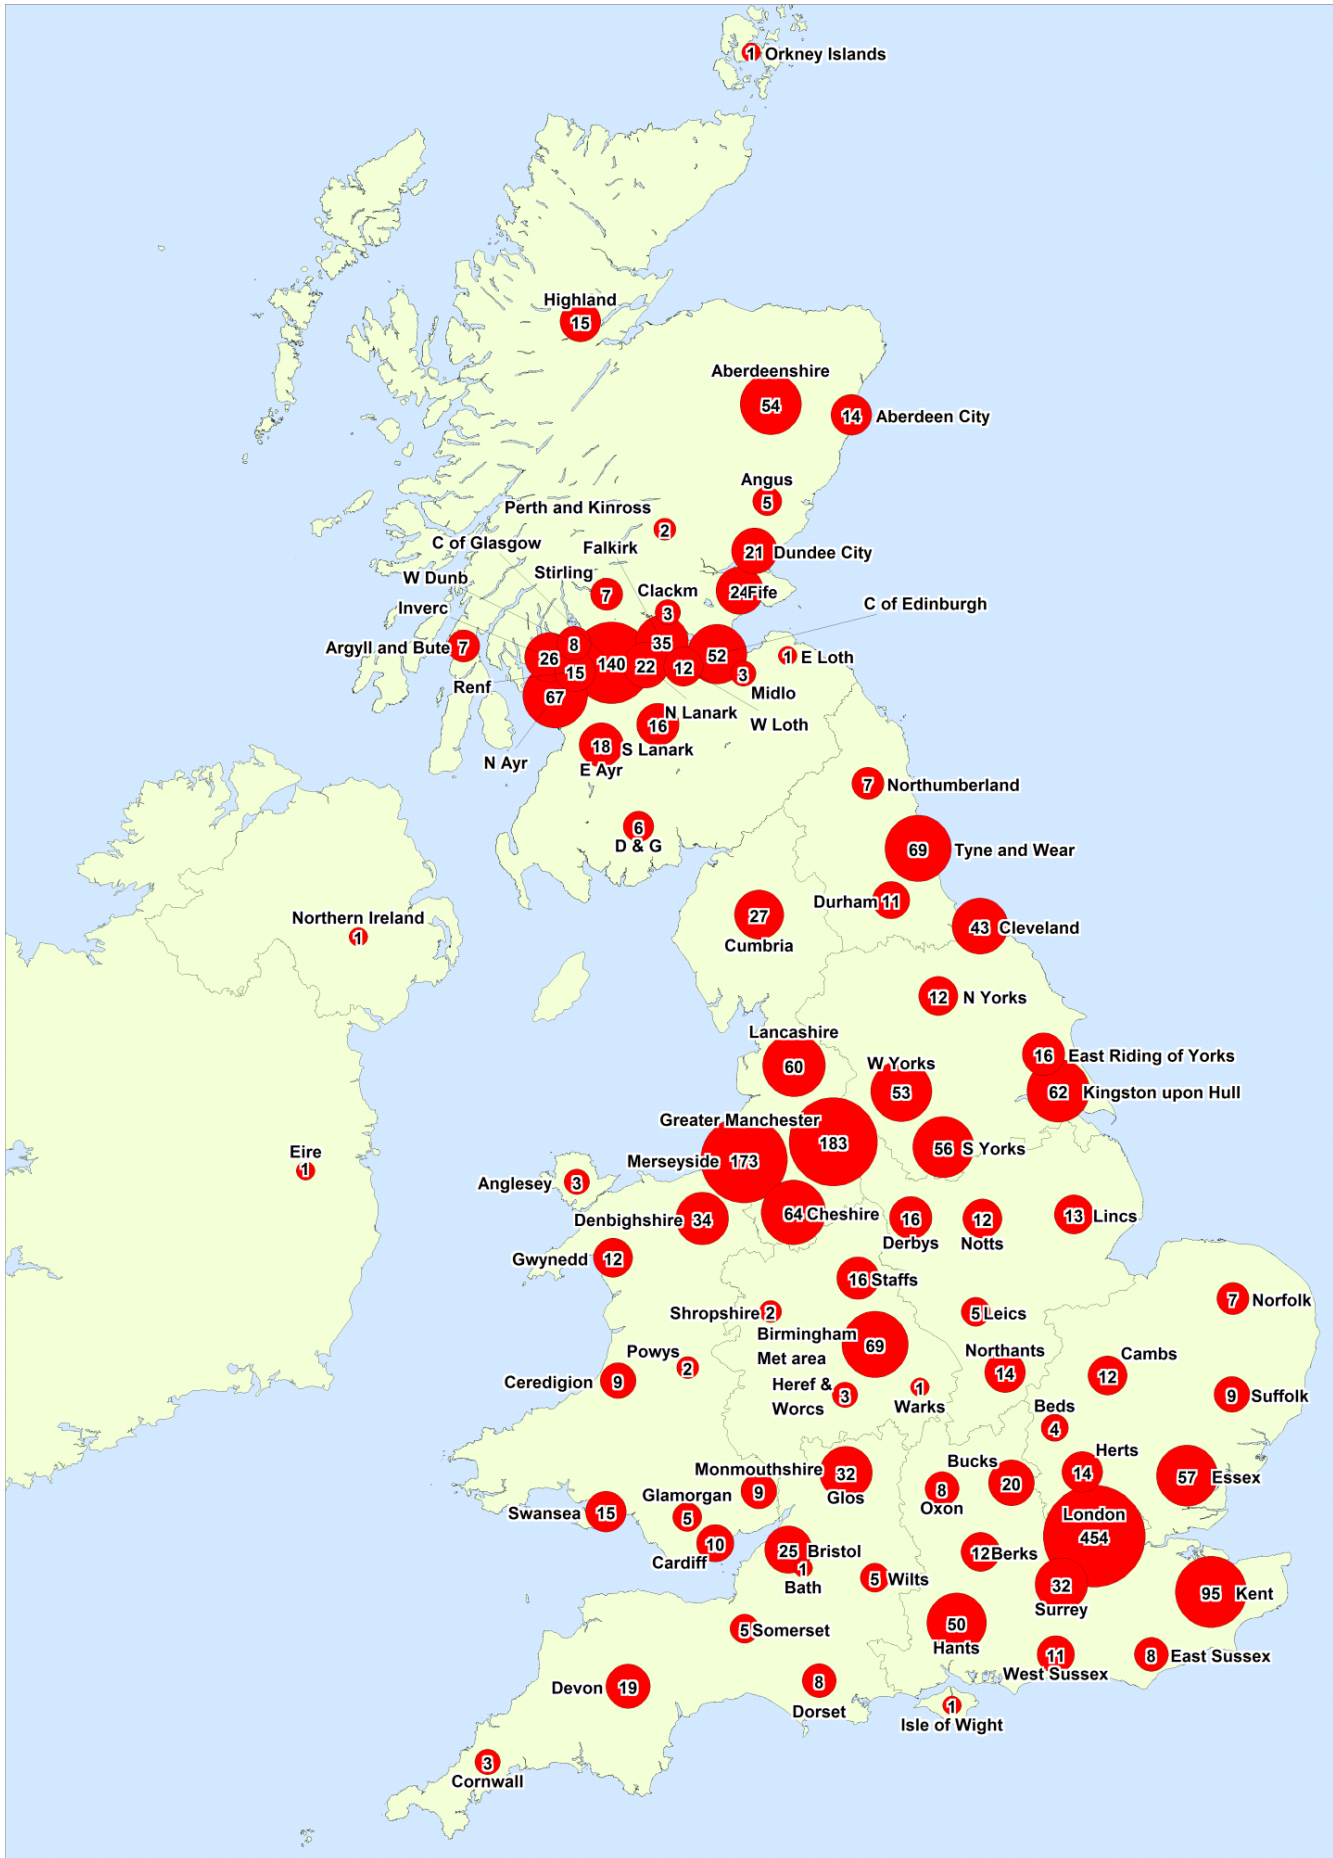 1 Orkney Islands
Highland
15
Aberdeenshire
54
14 Aberdeen City
Angus
5
Perth and Kinross
2
C of Glasgow
Falkirk
21 Dundee City
W Dunb
Stirling
7
Clackm
3
24 Fife
Inverc
C of Edinburgh
Argyll and Bute 7
8
35
26
140
22
12
52
1 E Loth
15
3
Midlo
Renf
67
N Lanark
16
W Loth
18
S Lanark
N Ayr
E Ayr
7 Northumberland
6
D & G
69 Tyne and Wear
Durham 11
27
Cumbria
43 Cleveland
Northern Ireland
1
12 N Yorks
Lancashire
60
W Yorks
53
16 East Riding of Yorks
62 Kingston upon Hull
Greater Manchester
183
Merseyside 173
56 S Yorks
Eire
1
Anglesey 3
Denbighshire 34
64 Cheshire
16
Derbys
12
Notts
13 Lincs
Gwynedd 12
16 Staffs
7 Norfolk
Shropshire 2
5 Leics
Birmingham
Met area
69
Powys
2
Northants
14
Cambs
12
Ceredigion 9
Heref &
Worcs
3
1
Warks
9 Suffolk
Beds
4
Herts
14
Monmouthshire
9
32
Glos
Bucks
20
8
Oxon
57 Essex
Swansea 15
Glamorgan
5
10
Cardiff
London
454
25 Bristol
1
Bath
12 Berks
5 Wilts
32
Surrey
95 Kent
5 Somerset
50
Hants
11
West Sussex
8 East Sussex
Devon 19
8
Dorset
1
Isle of Wight
3
Cornwall